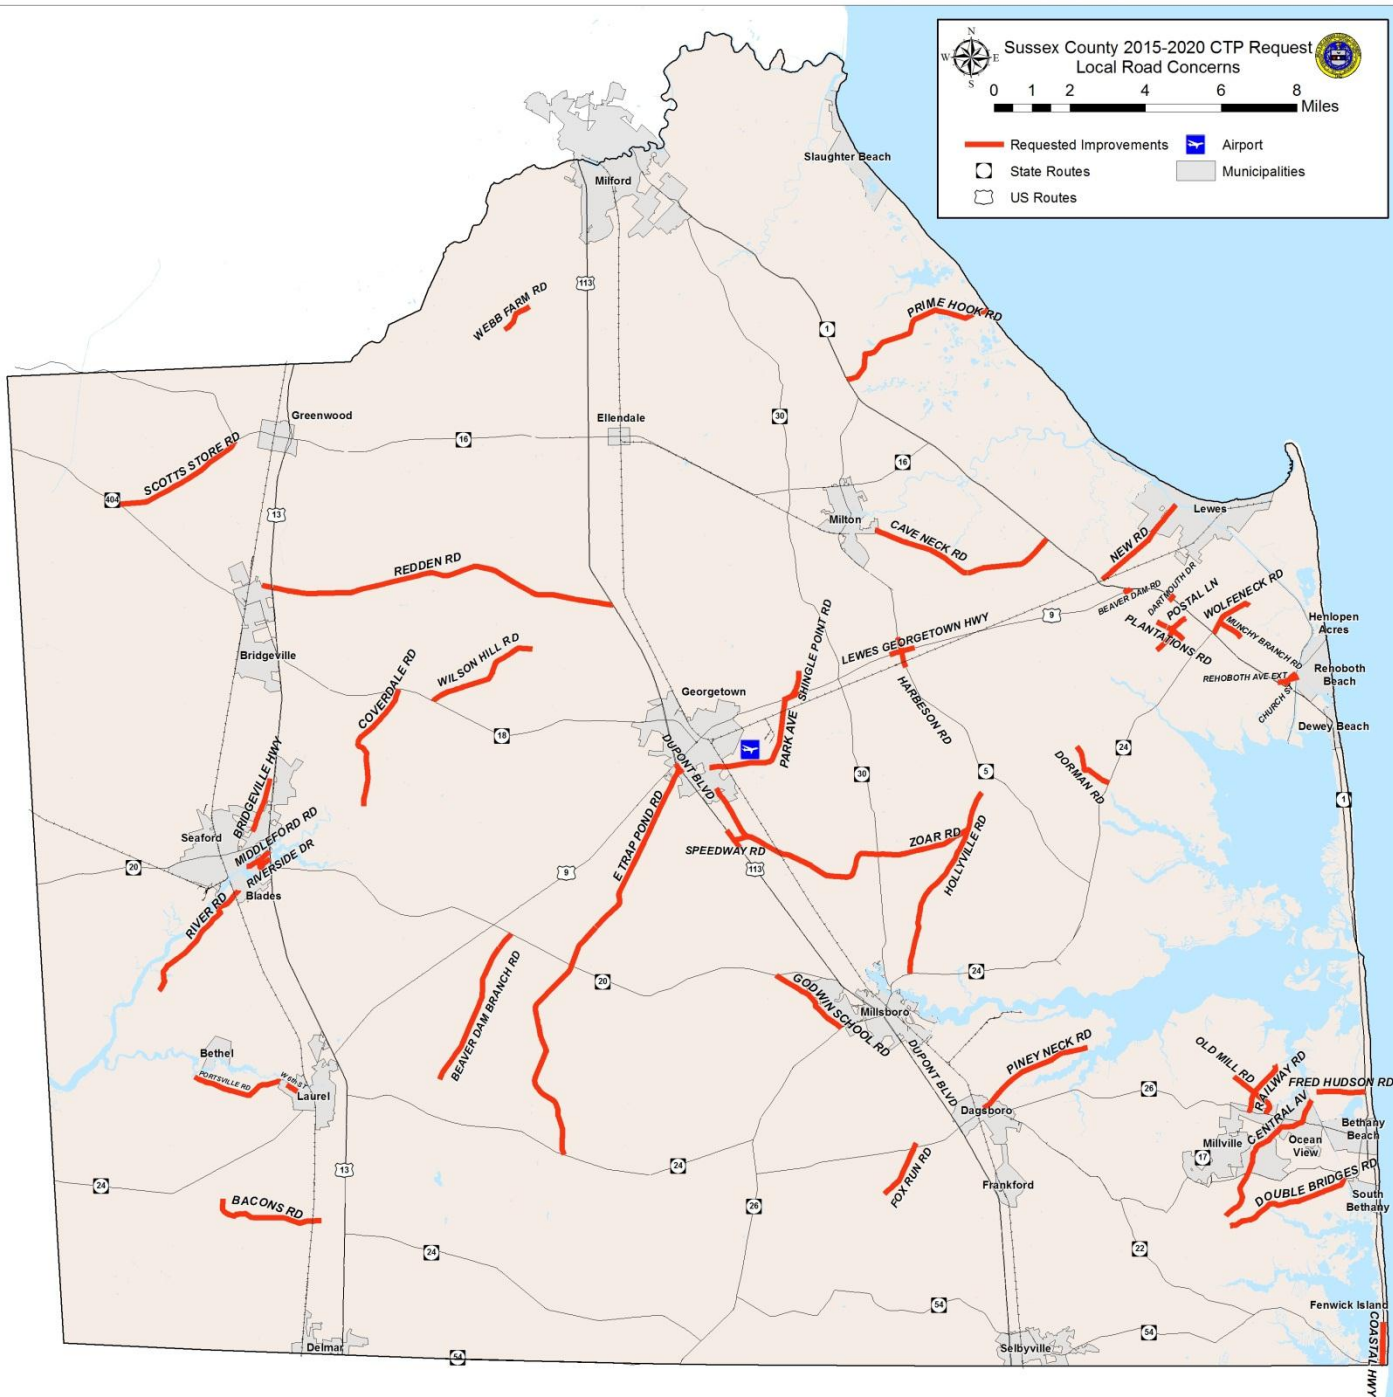 Sussex County 2015-2020 CTP Request
Local Road Concerns
N
W
E
S
0 1 2 4 6 8
Miles
Requested Improvements
Airport
State Routes
Municipalities
US Routes
Slaughter Beach
Milford
113
WEBB FARM RD
PRIME HOOK RD
1
Greenwood
Ellendale
30
16
SCOTTS STORE RD
16
404
13
Milton
Lewes
CAVE NECK RD
NEW RD
REDDEN RD
BEAVER DAM RD
DARTMOUTH DR
POSTAL LN
WOLFENECK RD
9
PLANTATIONS RD
MUNCHY BRANCH RD
Henlopen
Acres
LEWES GEORGETOWN HWY
SHINGLE POINT RD
Bridgeville
WILSON HILL RD
COVERDALE RD
REHOBOTH AVE EXT
Rehoboth
Beach
CHURCH ST
HARBESON RD
Georgetown
Dewey Beach
18
DUPONT BLVD
PARK AVE
24
DORMAN RD
30
5
1
BRIDGEVILLE HWY
E TRAP POND RD
Seaford
MIDDLEFORD RD
ZOAR RD
HOLLYVILLE RD
SPEEDWAY RD
RIVERSIDE DR
20
9
113
Blades
RIVER RD
BEAVER DAM BRANCH RD
20
24
GODWIN SCHOOL RD
Millsboro
PINEY NECK RD
DUPONT BLVD
OLD MILL RD
RAILWAY RD
Bethel
PORTSVILLE RD
W 6th ST
Laurel
FRED HUDSON RD
26
Dagsboro
CENTRAL AV
Bethany
Beach
Millville
Ocean
View
17
24
13
24
FOX RUN RD
Frankford
DOUBLE BRIDGES RD
South
Bethany
BACONS RD
26
24
22
54
Fenwick Island
COASTAL HWY
54
Selbyville
Delmar
54